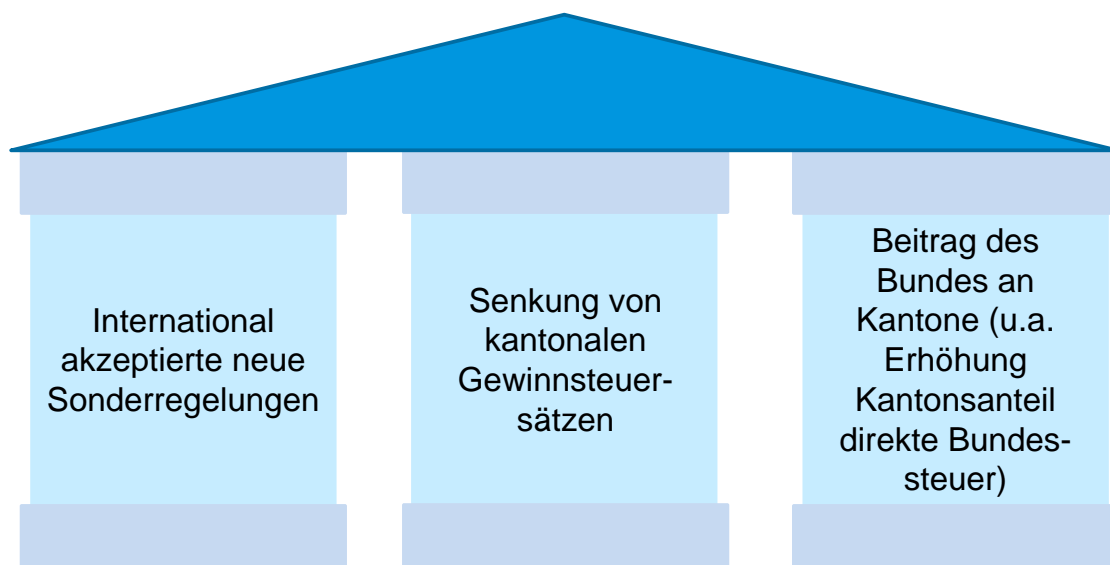 International
akzeptierte neue
Sonderregelungen
Senkung von
kantonalen
Gewinnsteuer-
sätzen
Beitrag des
Bundes an
Kantone (u.a.
Erhöhung
Kantonsanteil
direkte Bundes-
steuer)